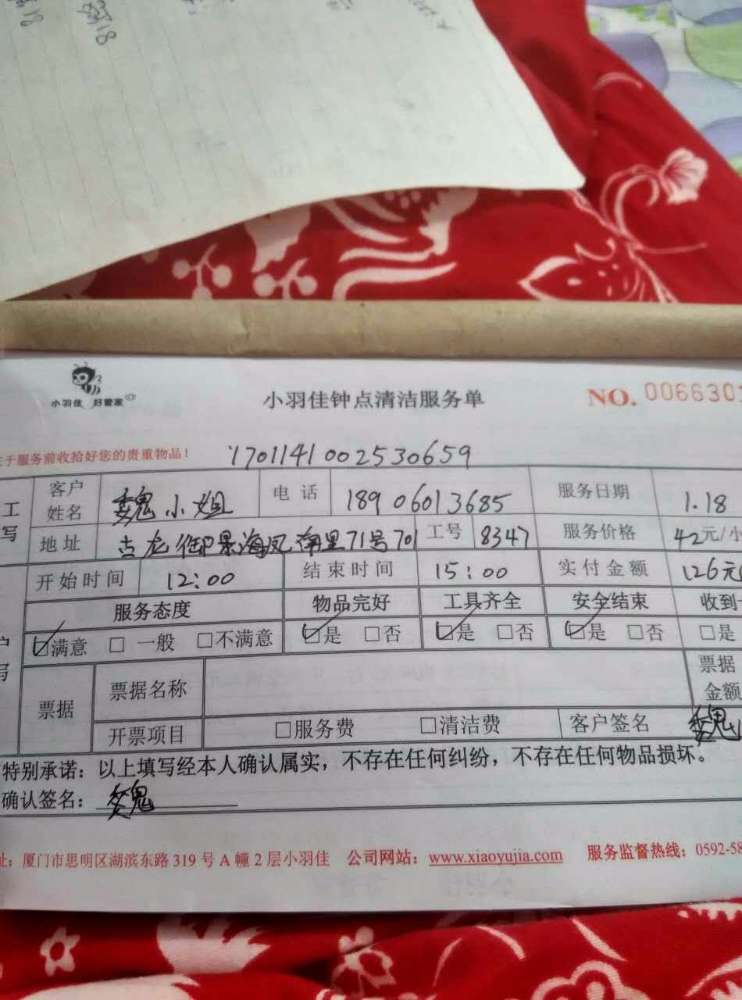 小羽佳 好管家
小羽佳钟点清洁服务单
NO. 0066301
于服务前收拾好您的贵重物品!
1701141002530659
工
写
客户姓名 魏小姐 电话 18906013685 服务日期 1.18
地址 古龙御景海凤海里71号701 工号 8347 服务价格 42元/小
开始时间 12:00 结束时间 15:00 实付金额 126元
服务态度 物品完好 工具齐全 安全结束 收到
☑满意 □一般 □不满意 ☑是 □否 ☑是 □否 ☑是 □否 □是
票据 票据名称 票据金额
开票项目 □服务费 □清洁费 客户签名 魏
特别承诺:以上填写经本人确认属实,不存在任何纠纷,不存在任何物品损坏。
确认签名:魏
址:厦门市思明区湖滨东路 319 号 A 幢 2 层小羽佳 公司网站:www.xiaoyujia.com 服务监督热线:0592-58